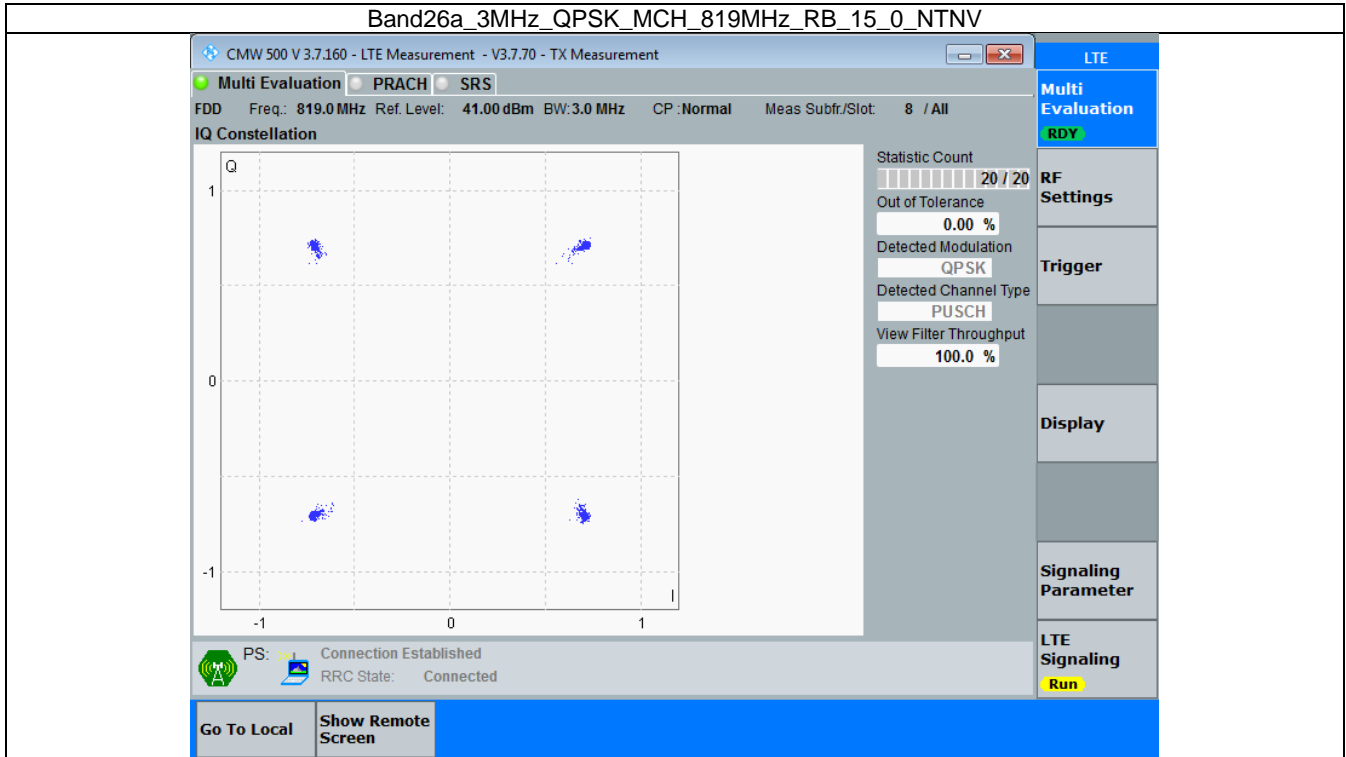 Band26a_3MHz_QPSK_MCH_819MHz_RB_15_0_NTNV
CMW 500 V 3.7.160 - LTE Measurement - V3.7.70 - TX Measurement
LTE
Multi Evaluation PRACH SRS
Multi
Evaluation
RDY
FDD Freq.: 819.0 MHz Ref. Level: 41.00 dBm BW: 3.0 MHz CP : Normal Meas Subfr./Slot: 8 / All
IQ Constellation
Q
1
0
-1
I
-1 0 1
Statistic Count
20 / 20
Out of Tolerance
0.00 %
Detected Modulation
QPSK
Detected Channel Type
PUSCH
View Filter Throughput
100.0 %
RF
Settings
Trigger
Display
Signaling
Parameter
LTE
Signaling
Run
PS: Connection Established
RRC State: Connected
Go To Local
Show Remote
Screen